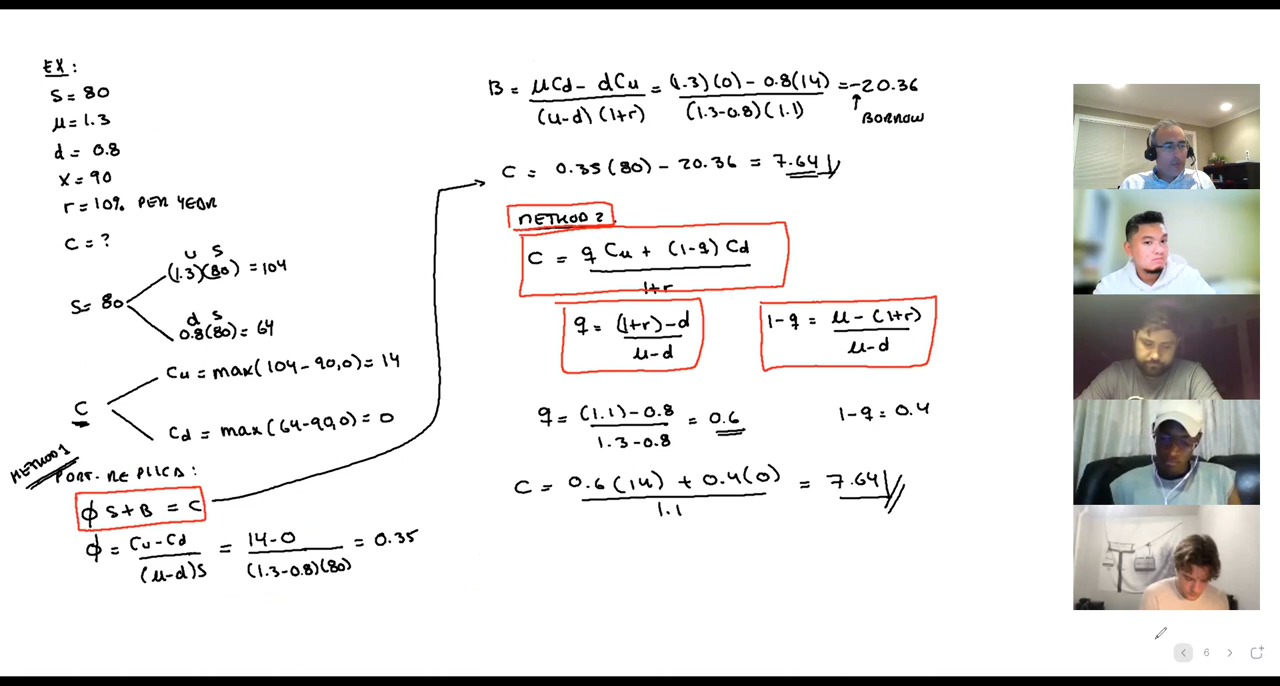 EX:
S = 80
μ = 1.3
d = 0.8
X = 90
r = 10% PER YEAR
C = ?
U S
(1.3)(80) = 104
S = 80
d S
0.8(80) = 64
Cu = max(104 - 90,0) = 14
C
Cd = max(64-90,0) = 0
METHOD 1
PORT. REPLICA:
ϕ S + B = C
ϕ = Cu - Cd / (μ-d)S = 14 - 0 / (1.3-0.8)(80) = 0.35
B = μCd - dCu / (u-d)(1+r) = (1.3)(0) - 0.8(14) / (1.3-0.8)(1.1) = -20.36
↑
BORROW
C = 0.35(80) - 20.36 = 7.64
METHOD 2
C = q Cu + (1-q) Cd / 1+r
q = (1+r)-d / μ-d
1-q = μ - (1+r) / μ-d
q = (1.1) - 0.8 / 1.3 - 0.8 = 0.6
1-q = 0.4
C = 0.6(14) + 0.4(0) / 1.1 = 7.64
6